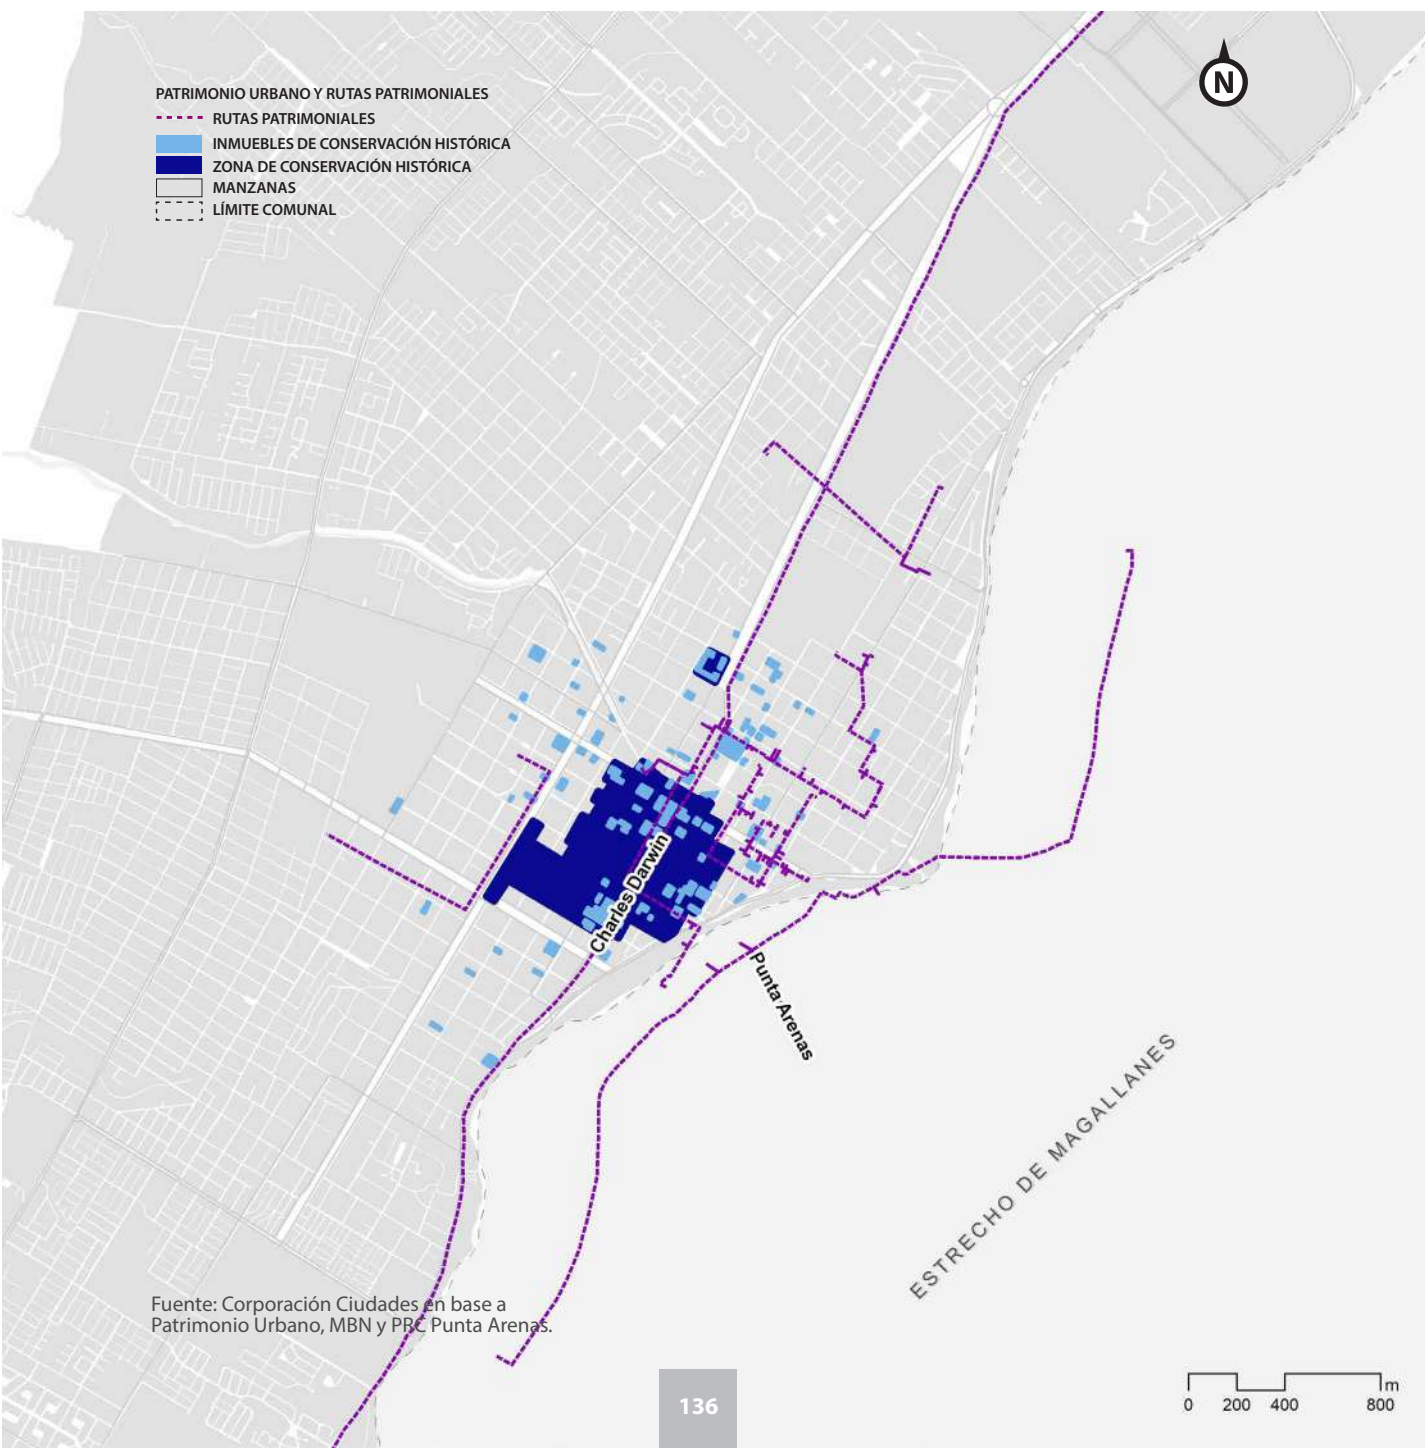 N
PATRIMONIO URBANO Y RUTAS PATRIMONIALES
RUTAS PATRIMONIALES
INMUEBLES DE CONSERVACIÓN HISTÓRICA
ZONA DE CONSERVACIÓN HISTÓRICA
MANZANAS
LÍMITE COMUNAL
Charles Darwin
Punta Arenas
ESTRECHO DE MAGALLANES
Fuente: Corporación Ciudades en base a
Patrimonio Urbano, MBN y PRC Punta Arenas.
136
m
0 200 400 800